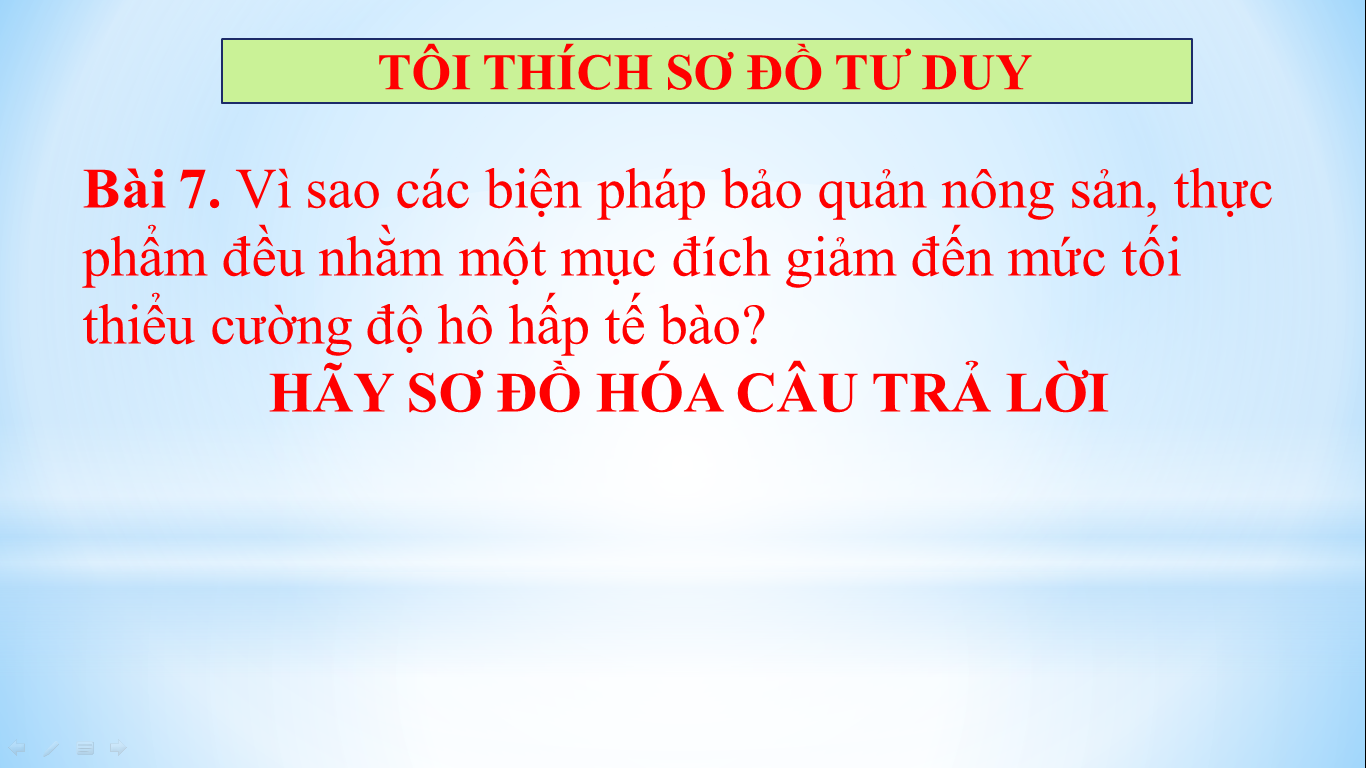 TÔI THÍCH SƠ ĐỒ TƯ DUY
Bài 7. Vì sao các biện pháp bảo quản nông sản, thực
phẩm đều nhằm một mục đích giảm đến mức tối
thiểu cường độ hô hấp tế bào?
HÃY SƠ ĐỒ HÓA CÂU TRẢ LỜI